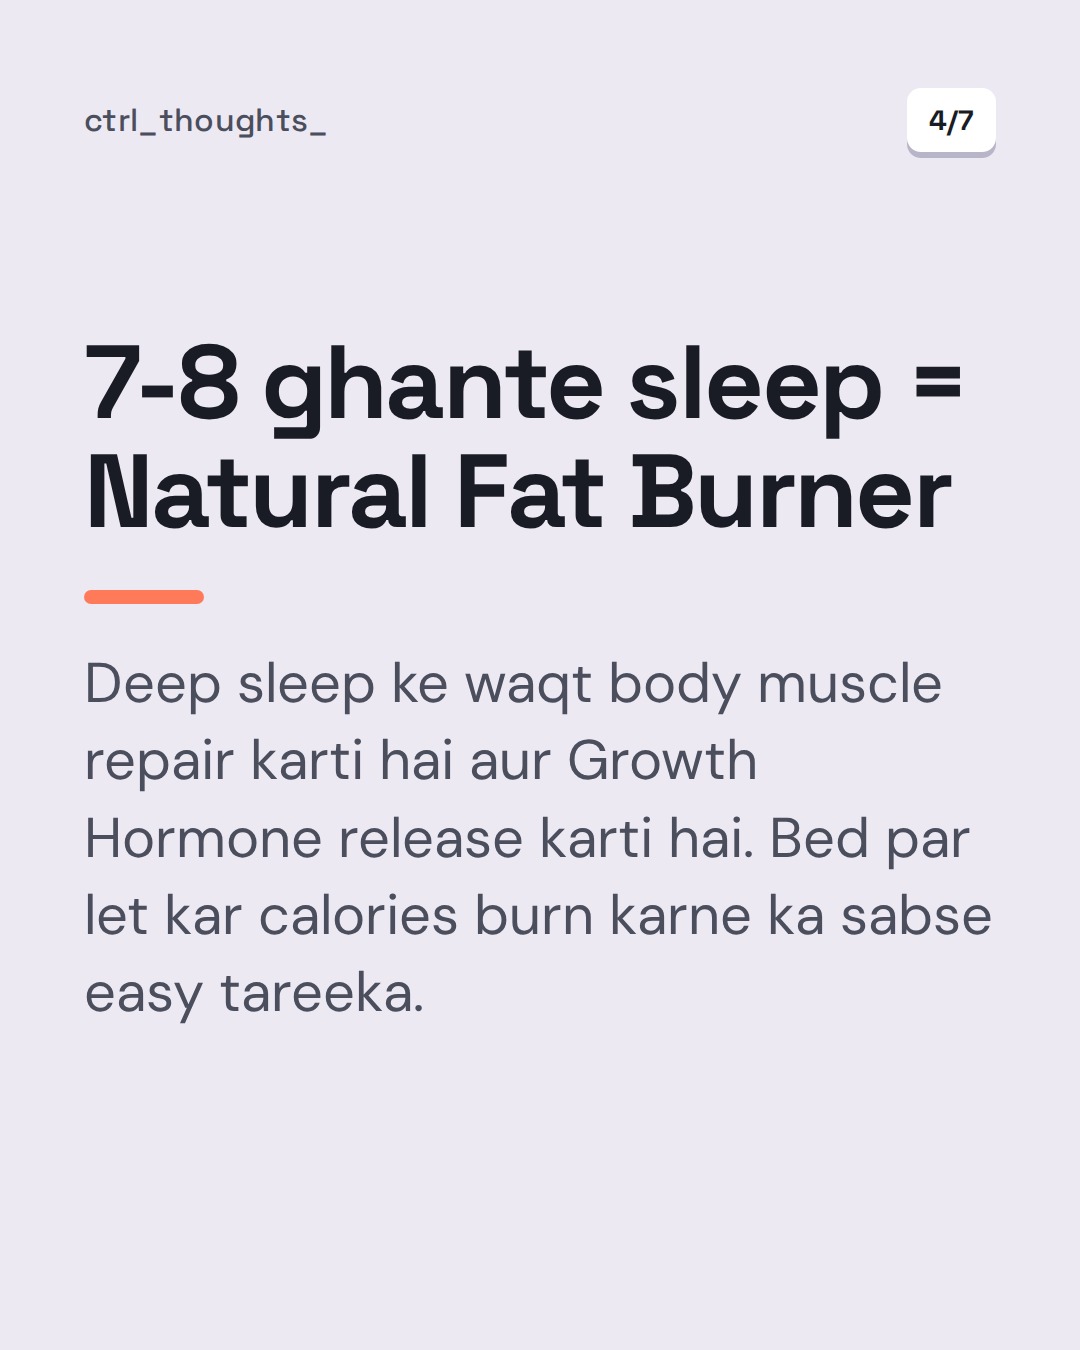 ctrl_thoughts_
4/7
7-8 ghante sleep =
Natural Fat Burner
Deep sleep ke waqt body muscle
repair karti hai aur Growth
Hormone release karti hai. Bed par
let kar calories burn karne ka sabse
easy tareeka.